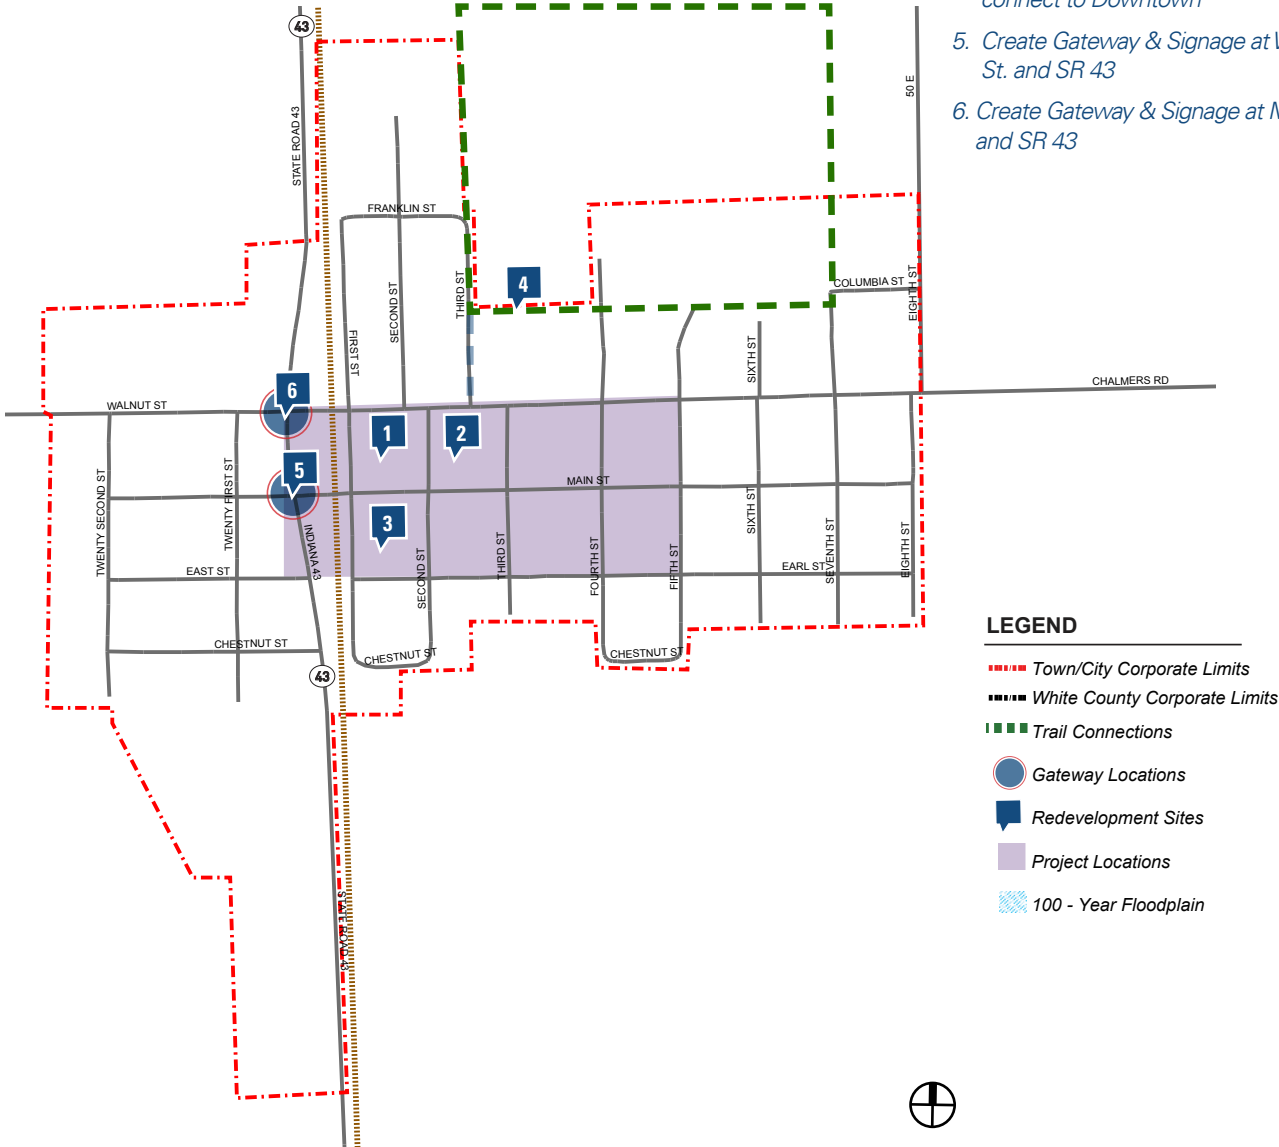 connect to Downtown
5. Create Gateway & Signage at
St. and SR 43
6. Create Gateway & Signage at
and SR 43
43
STATE ROAD 43
50 E
FRANKLIN ST
SECOND ST
THIRD ST
FIRST ST
4
COLUMBIA ST
EIGHTH ST
SIXTH ST
CHALMERS RD
WALNUT ST
6
1
2
5
3
MAIN ST
TWENTY SECOND ST
TWENTY FIRST ST
INDIANA 43
EAST ST
SECOND ST
THIRD ST
FOURTH ST
FIFTH ST
SIXTH ST
EARL ST
SEVENTH ST
EIGHTH ST
CHESTNUT ST
CHESTNUT ST
CHESTNUT ST
43
STATE ROAD 43
LEGEND
Town/City Corporate Limits
White County Corporate Limits
Trail Connections
Gateway Locations
Redevelopment Sites
Project Locations
100 - Year Floodplain